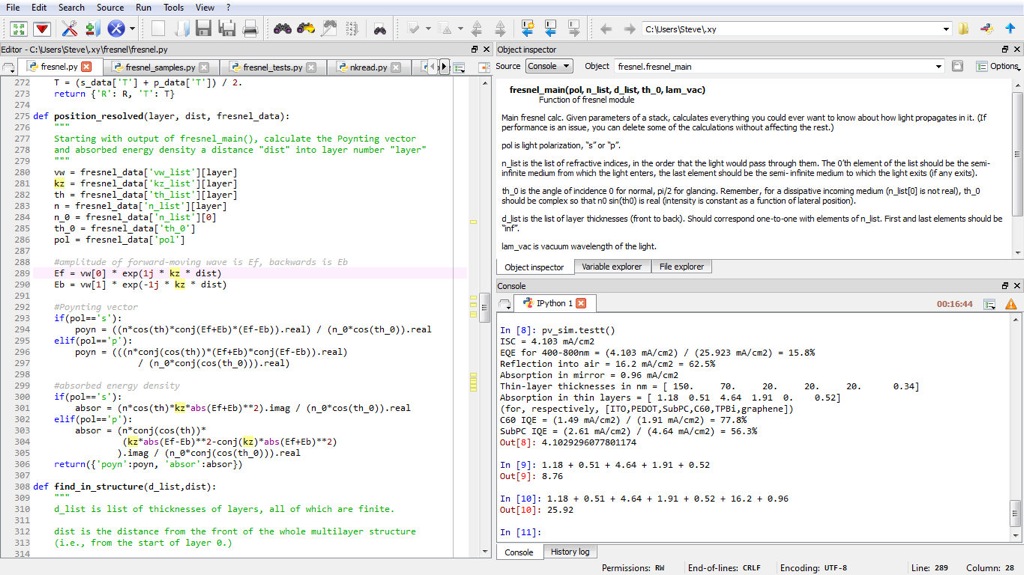 File Edit Search Source Run Tools View ?
C:\Users\Steve\.xy
Editor - C:\Users\Steve\.xy\fresnel\fresnel.py
fresnel.py fresnel_samples.py fresnel_tests.py nkread.py
272 T = (s_data['T'] + p_data['T']) / 2.
273 return {'R': R, 'T': T}
274
275 def position_resolved(layer, dist, fresnel_data):
276 """
277 Starting with output of fresnel_main(), calculate the Poynting vector
278 and absorbed energy density a distance "dist" into layer number "layer"
279 """
280 vw = fresnel_data['vw_list'][layer]
281 kz = fresnel_data['kz_list'][layer]
282 th = fresnel_data['th_list'][layer]
283 n = fresnel_data['n_list'][layer]
284 n_0 = fresnel_data['n_list'][0]
285 th_0 = fresnel_data['th_0']
286 pol = fresnel_data['pol']
287
288 #amplitude of forward-moving wave is Ef, backwards is Eb
289 Ef = vw[0] * exp(1j * kz * dist)
290 Eb = vw[1] * exp(-1j * kz * dist)
291
292 #Poynting vector
293 if(pol=='s'):
294 poyn = ((n*cos(th)*conj(Ef+Eb)*(Ef-Eb)).real) / (n_0*cos(th_0)).real
295 elif(pol=='p'):
296 poyn = (((n*conj(cos(th))*(Ef+Eb)*conj(Ef-Eb)).real)
297 / (n_0*conj(cos(th_0))).real)
298
299 #absorbed energy density
300 if(pol=='s'):
301 absor = (n*cos(th)*kz*abs(Ef+Eb)**2).imag / (n_0*cos(th_0)).real
302 elif(pol=='p'):
303 absor = (n*conj(cos(th))*
304 (kz*abs(Ef-Eb)**2-conj(kz)*abs(Ef+Eb)**2)
305 ).imag / (n_0*conj(cos(th_0))).real
306 return({'poyn':poyn, 'absor':absor})
307
308 def find_in_structure(d_list,dist):
309 """
310 d_list is list of thicknesses of layers, all of which are finite.
311
312 dist is the distance from the front of the whole multilayer structure
313 (i.e., from the start of layer 0.)
314
Object inspector
Source Console Object fresnel.fresnel_main Options
fresnel_main(pol, n_list, d_list, th_0, lam_vac)
Function of fresnel module
Main fresnel calc. Given parameters of a stack, calculates everything you could ever want to know about how light propagates in it. (If
performance is an issue, you can delete some of the calculations without affecting the rest.)
pol is light polarization, "s" or "p".
n_list is the list of refractive indices, in the order that the light would pass through them. The 0'th element of the list should be the semi-
infinite medium from which the light enters, the last element should be the semi- infinite medium to which the light exits (if any exits).
th_0 is the angle of incidence 0 for normal, pi/2 for glancing. Remember, for a dissipative incoming medium (n_list[0] is not real), th_0
should be complex so that n0 sin(th0) is real (intensity is constant as a function of lateral position).
d_list is the list of layer thicknesses (front to back). Should correspond one-to-one with elements of n_list. First and last elements should be
"inf".
lam_vac is vacuum wavelength of the light.
Object inspector Variable explorer File explorer
Console
IPython 1 00:16:44
In [8]: pv_sim.testt()
ISC = 4.103 mA/cm2
EQE for 400-800nm = (4.103 mA/cm2) / (25.923 mA/cm2) = 15.8%
Reflection into air = 16.2 mA/cm2 = 62.5%
Absorption in mirror = 0.96 mA/cm2
Thin-layer thicknesses in nm = [ 150. 70. 20. 20. 20. 0.34]
Absorption in thin layers = [ 1.18 0.51 4.64 1.91 0. 0.52]
(for, respectively, [ITO,PEDOT,SubPC,C60,TPBi,graphene])
C60 IQE = (1.49 mA/cm2) / (1.91 mA/cm2) = 77.8%
SubPC IQE = (2.61 mA/cm2) / (4.64 mA/cm2) = 56.3%
Out[8]: 4.1029296077801174
In [9]: 1.18 + 0.51 + 4.64 + 1.91 + 0.52
Out[9]: 8.76
In [10]: 1.18 + 0.51 + 4.64 + 1.91 + 0.52 + 16.2 + 0.96
Out[10]: 25.92
In [11]:
Console History log
Permissions: RW End-of-lines: CRLF Encoding: UTF-8 Line: 289 Column: 28